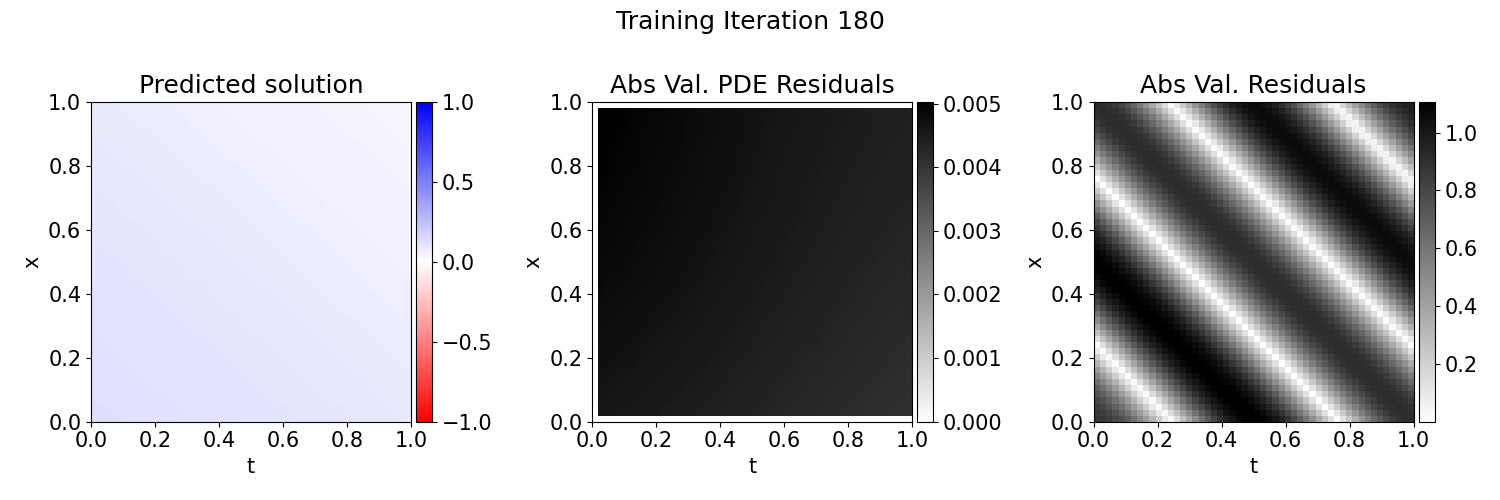 Training Iteration 180
Predicted solution
Abs Val. PDE Residuals
Abs Val. Residuals
1.0
0.8
0.6
0.4
0.2
0.0
x
0.0 0.2 0.4 0.6 0.8 1.0
t
1.0
0.5
0.0
−0.5
−1.0
1.0
0.8
0.6
0.4
0.2
0.0
x
0.0 0.2 0.4 0.6 0.8 1.0
t
0.005
0.004
0.003
0.002
0.001
0.000
1.0
0.8
0.6
0.4
0.2
0.0
x
0.0 0.2 0.4 0.6 0.8 1.0
t
1.0
0.8
0.6
0.4
0.2